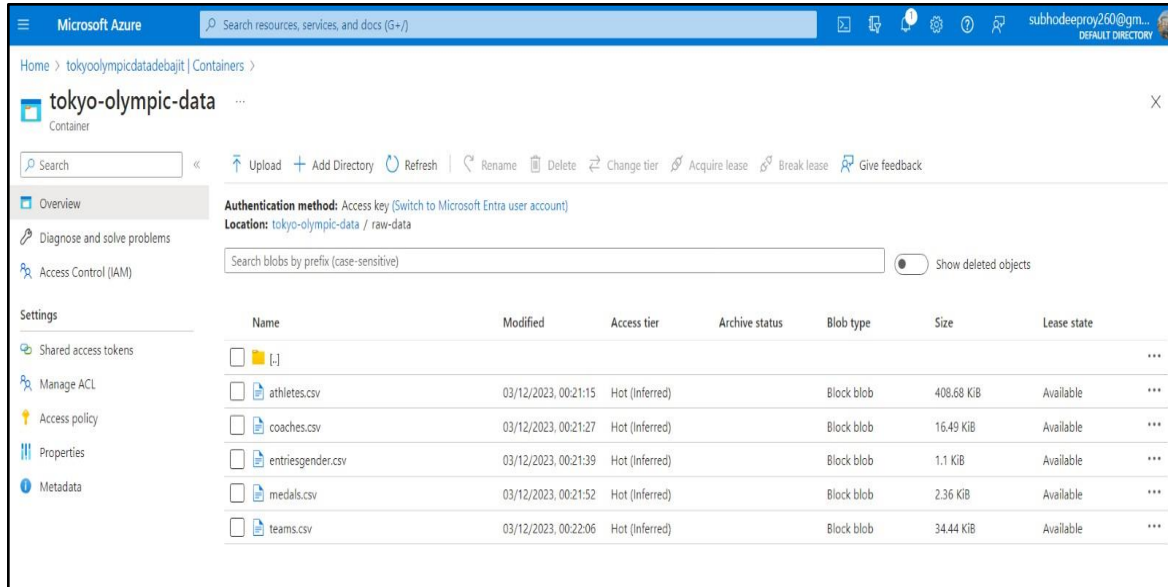 Microsoft Azure
Search resources, services, and docs (G+/)
1
subhodeeproy260@gm...
DEFAULT DIRECTORY
Home > tokyoolympicdatadebajit | Containers >
tokyo-olympic-data ...
Container
Search
«
Upload + Add Directory Refresh Rename Delete Change tier Acquire lease Break lease Give feedback
Overview
Diagnose and solve problems
Access Control (IAM)
Settings
Shared access tokens
Manage ACL
Access policy
Properties
Metadata
Authentication method: Access key (Switch to Microsoft Entra user account)
Location: tokyo-olympic-data / raw-data
Search blobs by prefix (case-sensitive)
Show deleted objects
Name Modified Access tier Archive status Blob type Size Lease state
[..]
athletes.csv 03/12/2023, 00:21:15 Hot (Inferred) Block blob 408.68 KiB Available
coaches.csv 03/12/2023, 00:21:27 Hot (Inferred) Block blob 16.49 KiB Available
entriesgender.csv 03/12/2023, 00:21:39 Hot (Inferred) Block blob 1.1 KiB Available
medals.csv 03/12/2023, 00:21:52 Hot (Inferred) Block blob 2.36 KiB Available
teams.csv 03/12/2023, 00:22:06 Hot (Inferred) Block blob 34.44 KiB Available